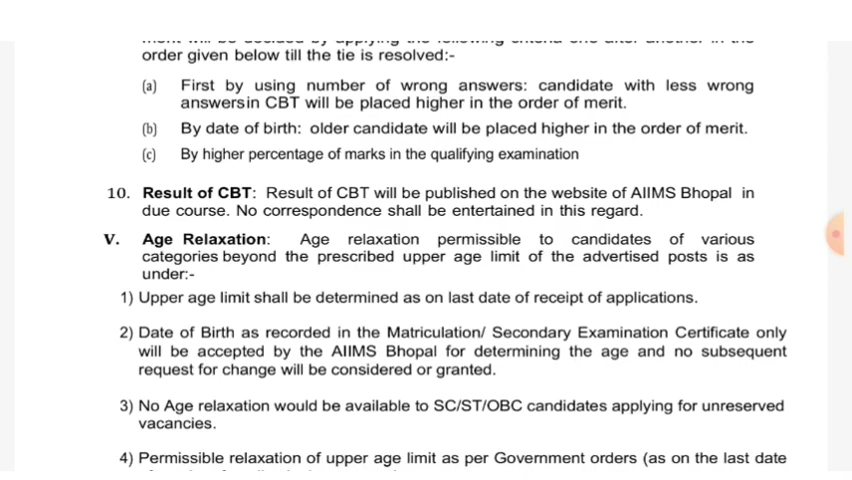 order given below till the tie is resolved:-
(a) First by using number of wrong answers: candidate with less wrong
answersin CBT will be placed higher in the order of merit.
(b) By date of birth: older candidate will be placed higher in the order of merit.
(c) By higher percentage of marks in the qualifying examination
10. Result of CBT: Result of CBT will be published on the website of AIIMS Bhopal in
due course. No correspondence shall be entertained in this regard.
V. Age Relaxation: Age relaxation permissible to candidates of various
categories beyond the prescribed upper age limit of the advertised posts is as
under:-
1) Upper age limit shall be determined as on last date of receipt of applications.
2) Date of Birth as recorded in the Matriculation/ Secondary Examination Certificate only
will be accepted by the AIIMS Bhopal for determining the age and no subsequent
request for change will be considered or granted.
3) No Age relaxation would be available to SC/ST/OBC candidates applying for unreserved
vacancies.
4) Permissible relaxation of upper age limit as per Government orders (as on the last date